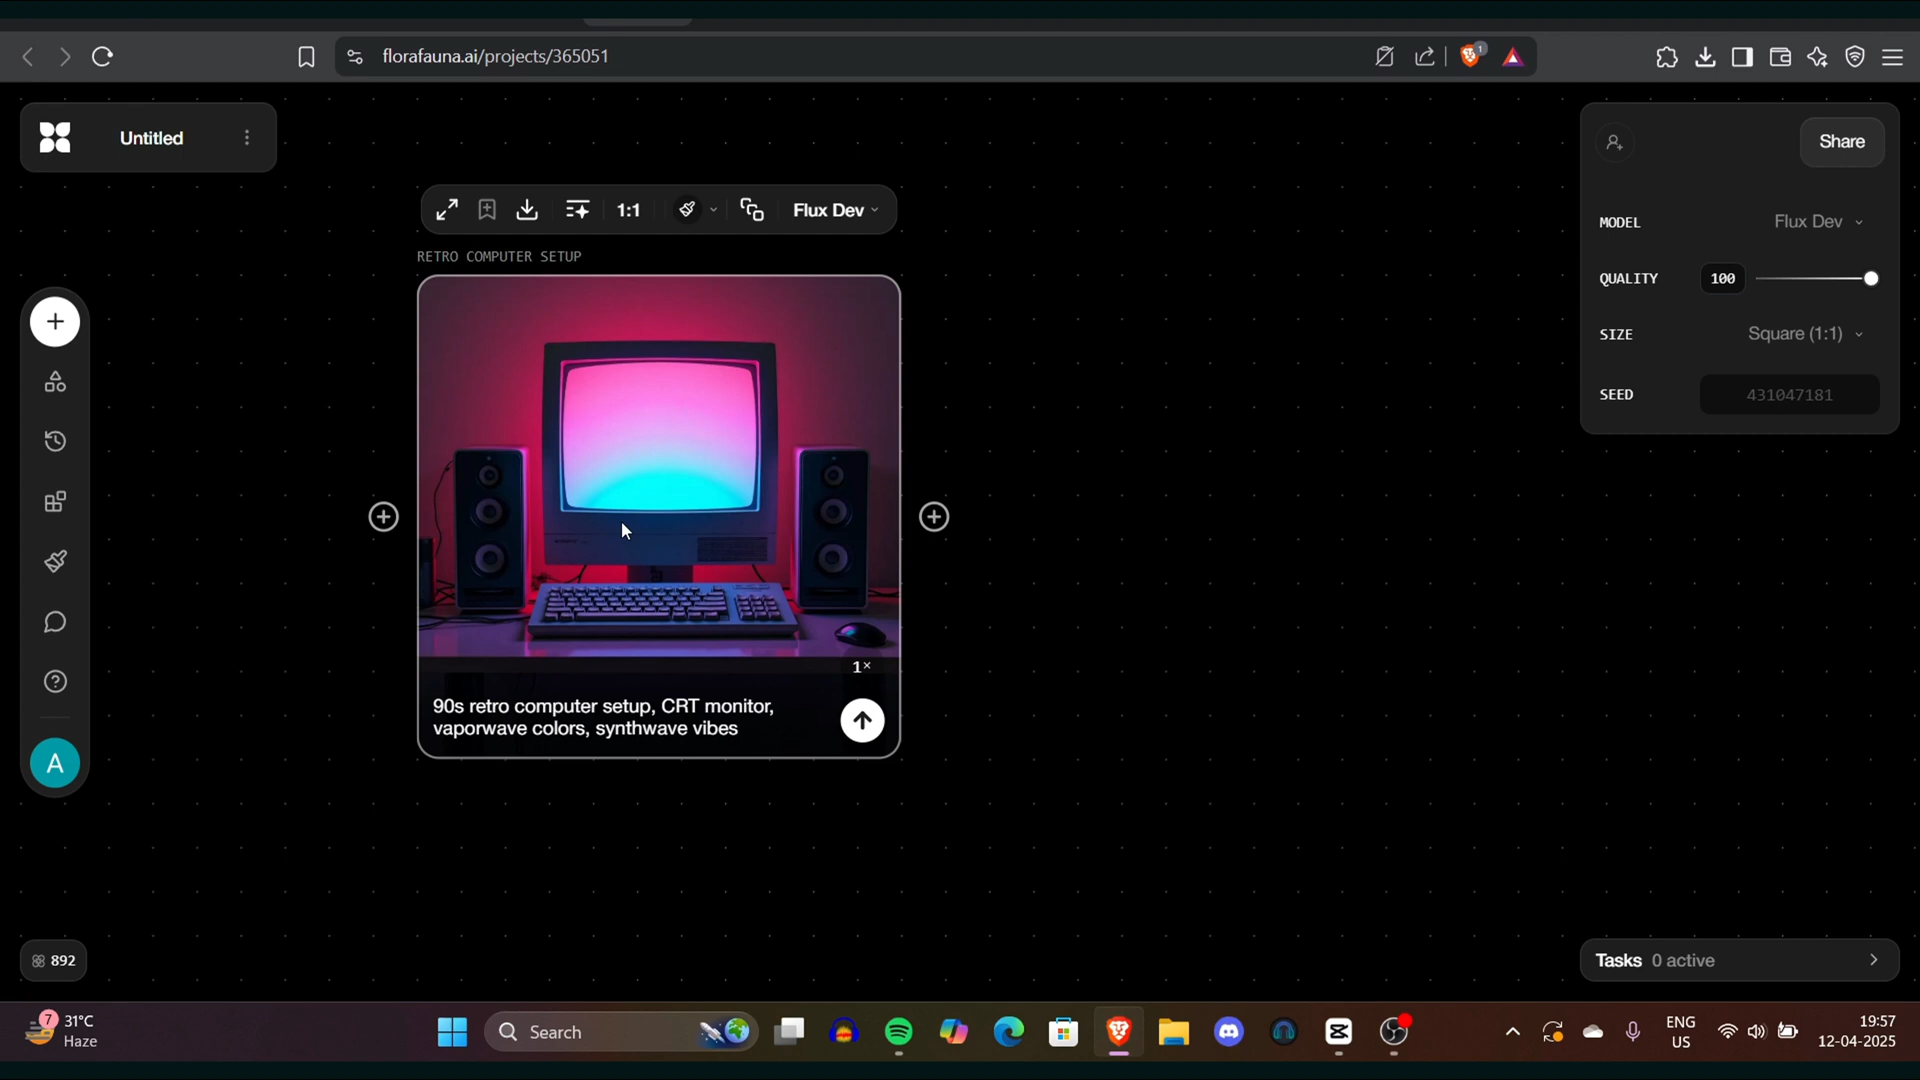 florafauna.ai/projects/365051
1
Untitled
Share
1:1
Flux Dev
MODEL
Flux Dev
RETRO COMPUTER SETUP
QUALITY
100
SIZE
Square (1:1)
SEED
431047181
1×
90s retro computer setup, CRT monitor,
vaporwave colors, synthwave vibes
A
892
Tasks 0 active
7
31°C
Haze
Search
ENG
US
19:57
12-04-2025